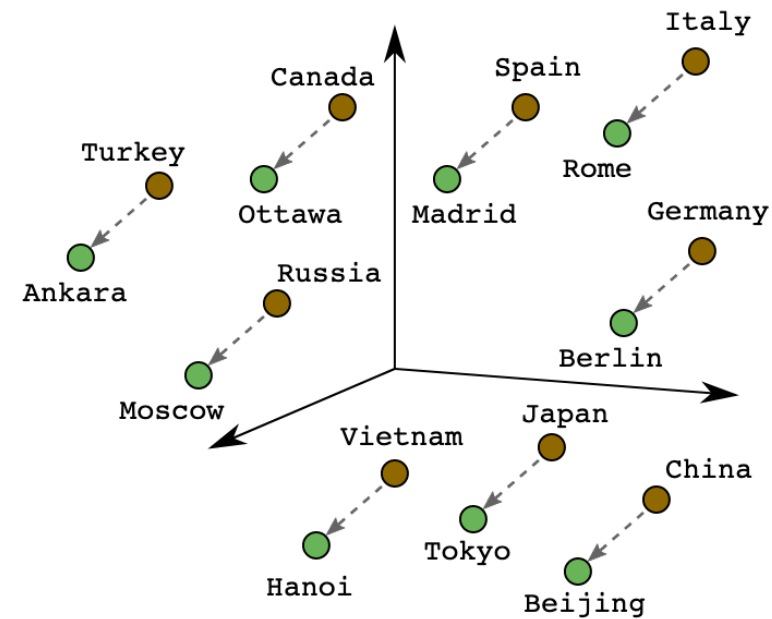 Italy
Spain
Canada
Turkey
Rome
Ottawa
Madrid
Germany
Russia
Ankara
Berlin
Moscow
Japan
Vietnam
China
Tokyo
Hanoi
Beijing